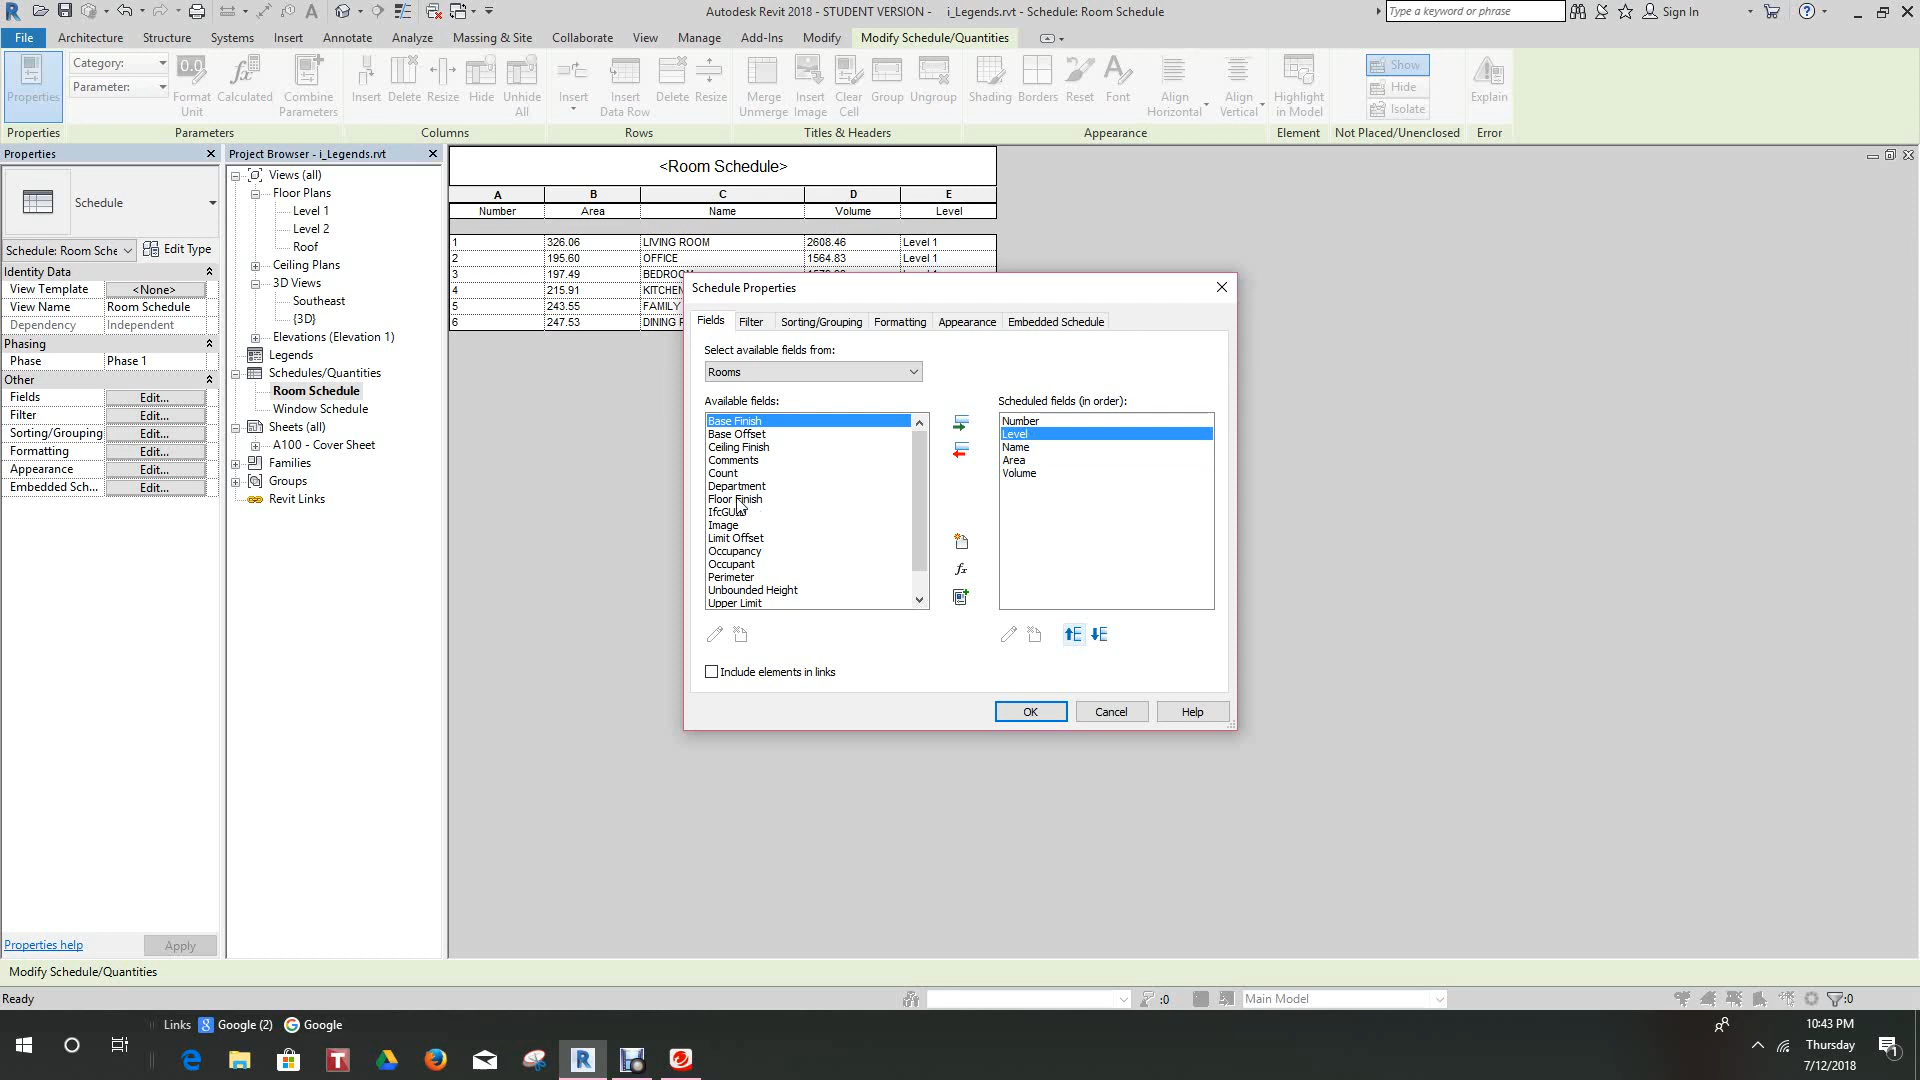 Autodesk Revit 2018 - STUDENT VERSION - i_Legends.rvt - Schedule: Room Schedule
Type a keyword or phrase
Sign In
File Architecture Structure Systems Insert Annotate Analyze Massing & Site Collaborate View Manage Add-Ins Modify Modify Schedule/Quantities
Properties
Category:
Parameter:
Format Unit
Calculated
Combine Parameters
Insert
Delete
Resize
Hide
Unhide All
Insert
Insert Data Row
Delete
Resize
Merge Unmerge
Insert Image
Clear Cell
Group
Ungroup
Shading
Borders
Reset
Font
Align Horizontal
Align Vertical
Highlight in Model
Show
Hide
Isolate
Explain
Properties Parameters Columns Rows Titles & Headers Appearance Element Not Placed/Unenclosed Error
Properties
Schedule
Schedule: Room Sche
Edit Type
Identity Data
View Template <None>
View Name Room Schedule
Dependency Independent
Phasing
Phase Phase 1
Other
Fields Edit...
Filter Edit...
Sorting/Grouping Edit...
Formatting Edit...
Appearance Edit...
Embedded Sch... Edit...
Properties help
Apply
Project Browser - i_Legends.rvt
Views (all)
Floor Plans
Level 1
Level 2
Roof
Ceiling Plans
3D Views
Southeast
{3D}
Elevations (Elevation 1)
Legends
Schedules/Quantities
Room Schedule
Window Schedule
Sheets (all)
A100 - Cover Sheet
Families
Groups
Revit Links
<Room Schedule>
A B C D E
Number Area Name Volume Level
1 326.06 LIVING ROOM 2608.46 Level 1
2 195.60 OFFICE 1564.83 Level 1
3 197.49
4 215.91
5 243.55 FAMILY
6 247.53 DINING
Schedule Properties
Fields Filter Sorting/Grouping Formatting Appearance Embedded Schedule
Select available fields from:
Rooms
Available fields:
Base Finish
Base Offset
Ceiling Finish
Comments
Count
Department
Floor Finish
Image
Limit Offset
Occupancy
Occupant
Perimeter
Unbounded Height
Upper Limit
fx
Scheduled fields (in order):
Number
Level
Name
Area
Volume
Include elements in links
OK
Cancel
Help
Modify Schedule/Quantities
Ready
:0
Main Model
:0
Links Google (2) Google
10:43 PM
Thursday
7/12/2018
1